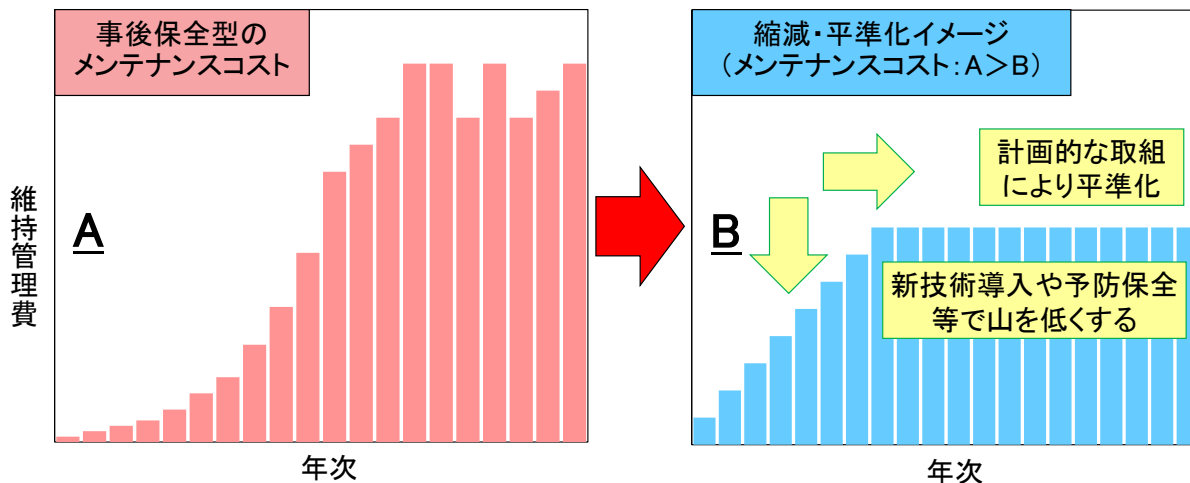 事後保全型の
メンテナンスコスト
維持管理費
A
年次
縮減・平準化イメージ
（メンテナンスコスト：A＞B）
計画的な取組
により平準化
B
新技術導入や予防保全
等で山を低くする
年次